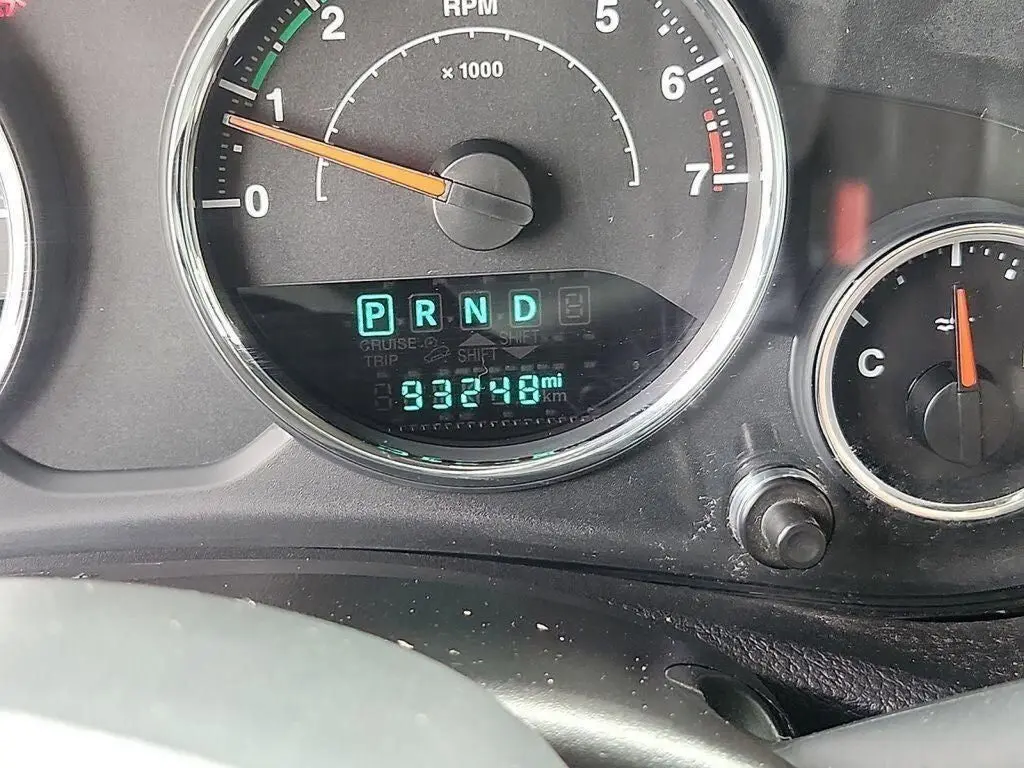 RPM
x 1000
0
1
2
5
6
7
P R N D
CRUISE
SHIFT
TRIP
SHIFT
93248 mi
km
C